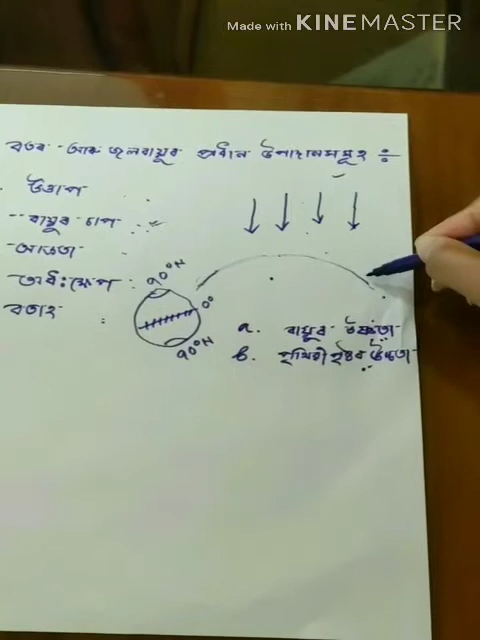 Made with KINEMASTER
বতৰ আৰু জলবায়ুৰ প্ৰধান উপাদানসমূহ ঃ
উত্তাপ
বায়ুৰ চাপ
আৰ্দ্ৰতা
অধঃক্ষেপ
বতাহ :
90°N
0°
90°N
a. বায়ুৰ উষ্ণতা
b. পৃথিৱী পৃষ্ঠৰ উষ্ণতা